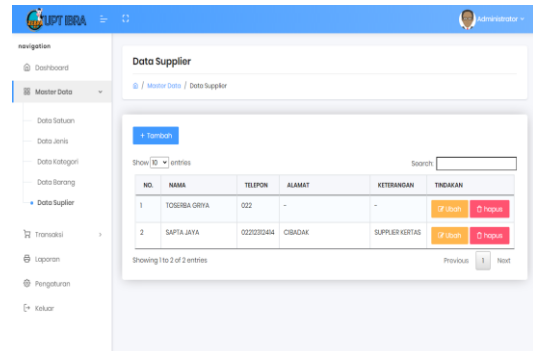 UPT IBRA
Administrator
navigation
Dashboard
Master Data
Data Satuan
Data Jenis
Data Kategori
Data Barang
Data Suplier
Transaksi
Laporan
Pengaturan
Keluar
Data Supplier
/ Master Data / Data Supplier
+ Tambah
Show 10 entries
Search:
NO. NAMA TELEPON ALAMAT KETERANGAN TINDAKAN
1 TOSERBA GRIYA 022 - - Ubah hapus
2 SAPTA JAYA 02212312414 CIBADAK SUPPLIER KERTAS Ubah hapus
Showing 1 to 2 of 2 entries
Previous 1 Next